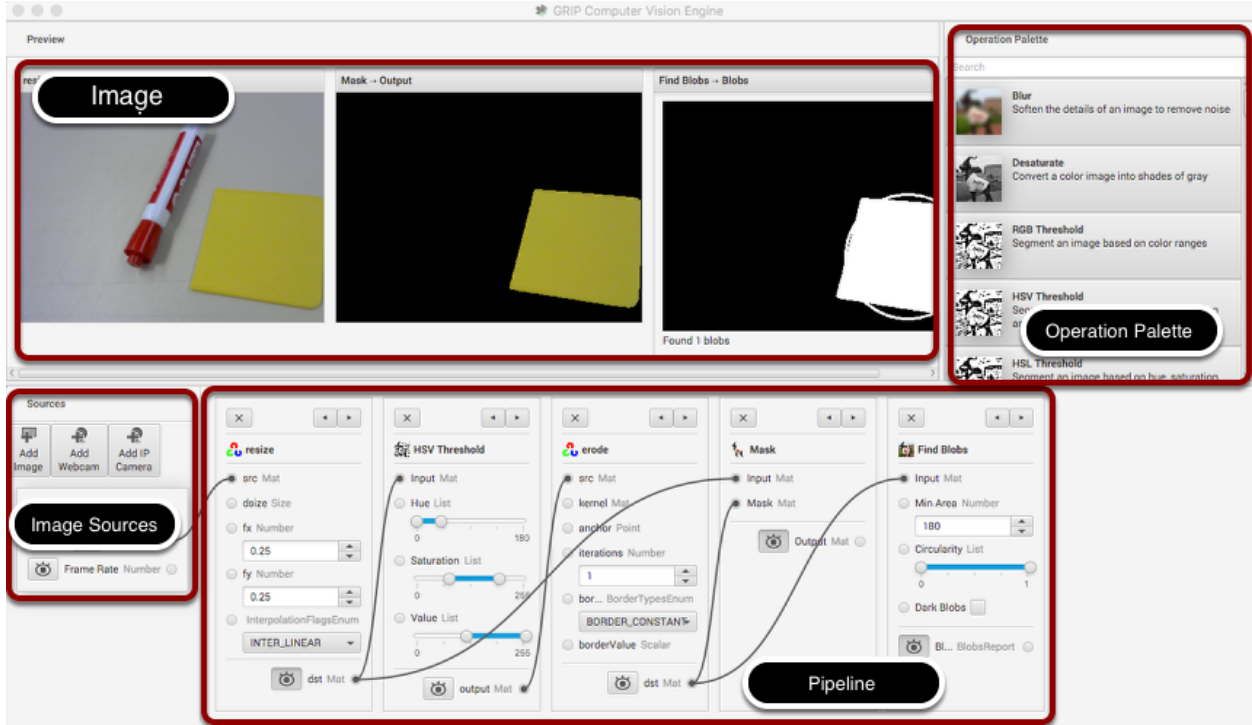 GRIP Computer Vision Engine
Preview
Image
Mask → Output
Find Blobs → Blobs
Found 1 blobs
Operation Palette
Search
Blur
Soften the details of an image to remove noise
Desaturate
Convert a color image into shades of gray
RGB Threshold
Segment an image based on color ranges
HSV Threshold
Operation Palette
HSL Threshold
Segment an image based on hue, saturation
Sources
Add Image
Add Webcam
Add IP Camera
Image Sources
Frame Rate Number
resize
src Mat
dsize Size
fx Number
0.25
fy Number
0.25
InterpolationFlagsEnum
INTER_LINEAR
dst Mat
HSV Threshold
Input Mat
Hue List
0 180
Saturation List
0 255
Value List
0 255
output Mat
erode
src Mat
kernel Mat
anchor Point
iterations Number
1
bor... BorderTypesEnum
BORDER_CONSTANT
borderValue Scalar
dst Mat
Mask
Input Mat
Mask Mat
Output Mat
Find Blobs
Input Mat
Min Area Number
180
Circularity List
0 1
Dark Blobs
Bl... BlobsReport
Pipeline